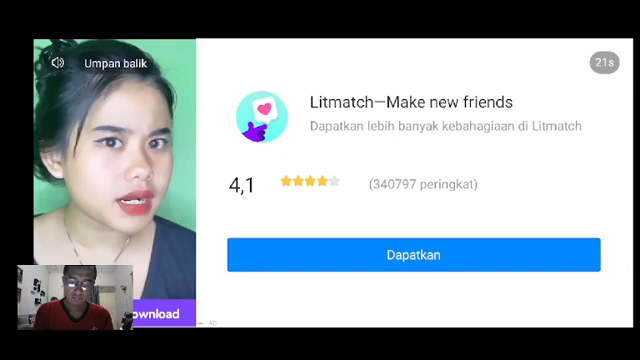 Umpan balik
21s
Litmatch—Make new friends
Dapatkan lebih banyak kebahagiaan di Litmatch
4,1
(340797 peringkat)
Dapatkan
ownload
AD